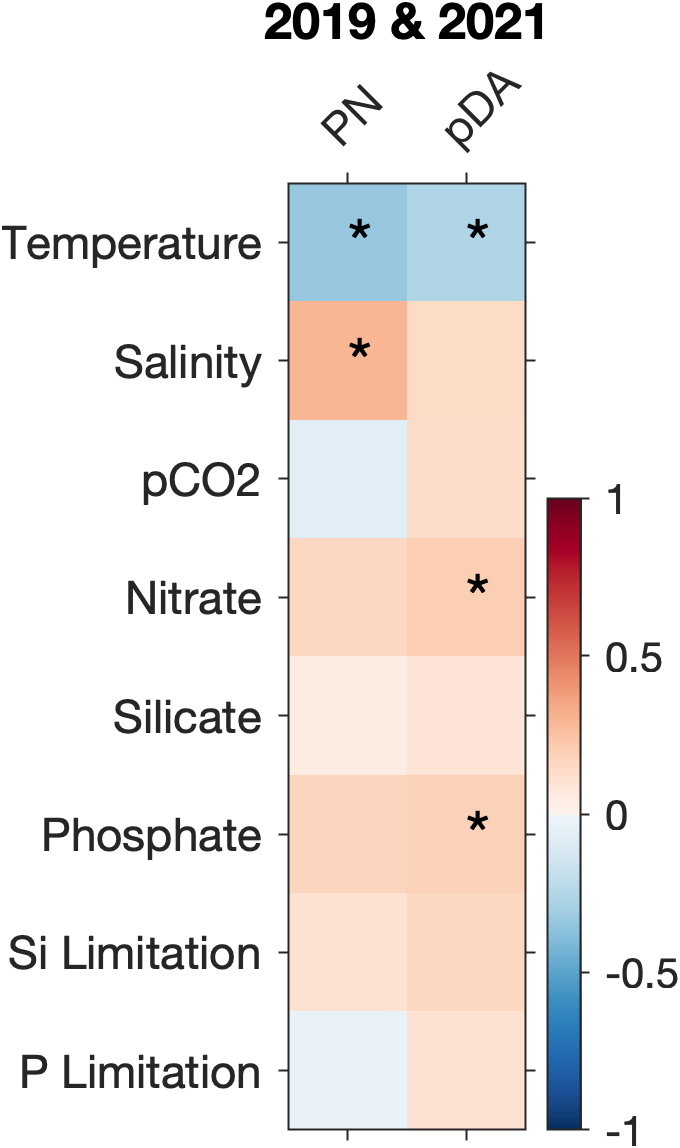 2019 & 2021
PN pDA
Temperature * *
Salinity *
pCO2
1
Nitrate *
0.5
Silicate
0
Phosphate *
Si Limitation
-0.5
P Limitation
-1